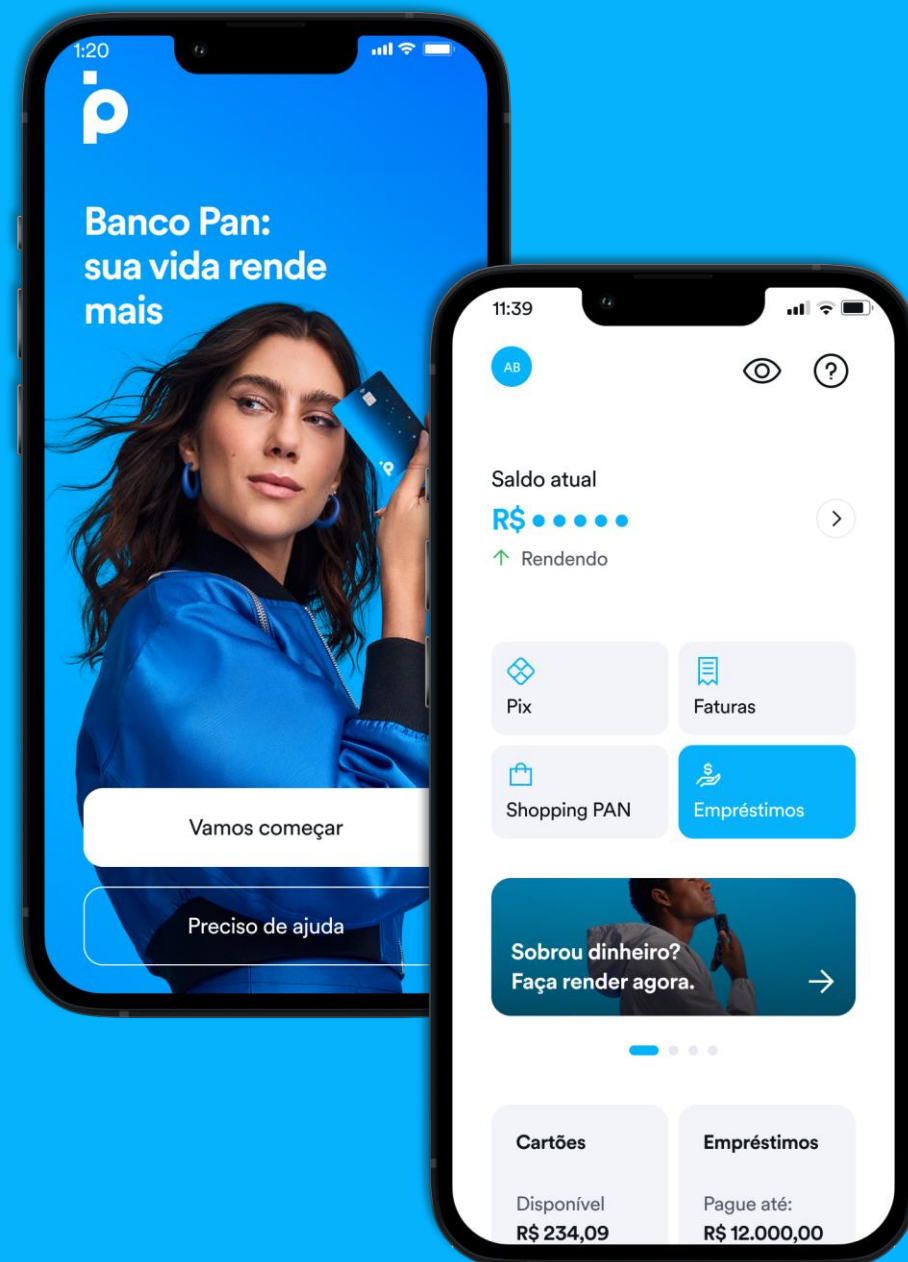 1:20
Banco Pan:
sua vida rende
mais
Vamos começar
Preciso de ajuda
11:39
AB
Saldo atual
R$
Rendendo
Pix
Faturas
Shopping PAN
Empréstimos
Sobrou dinheiro?
Faça render agora.
Cartões
Disponível
R$ 234,09
Empréstimos
Pague até:
R$ 12.000,00